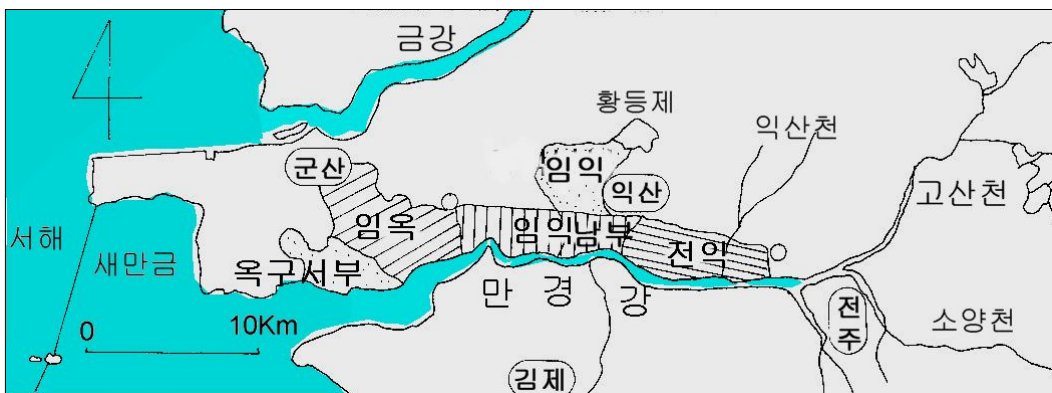 금강
황등제
익산천
군산
임익
익산
고산천
임옥
임익남부
전익
서해
새만금
옥구서부
만경강
0
10Km
전주
소양천
김제